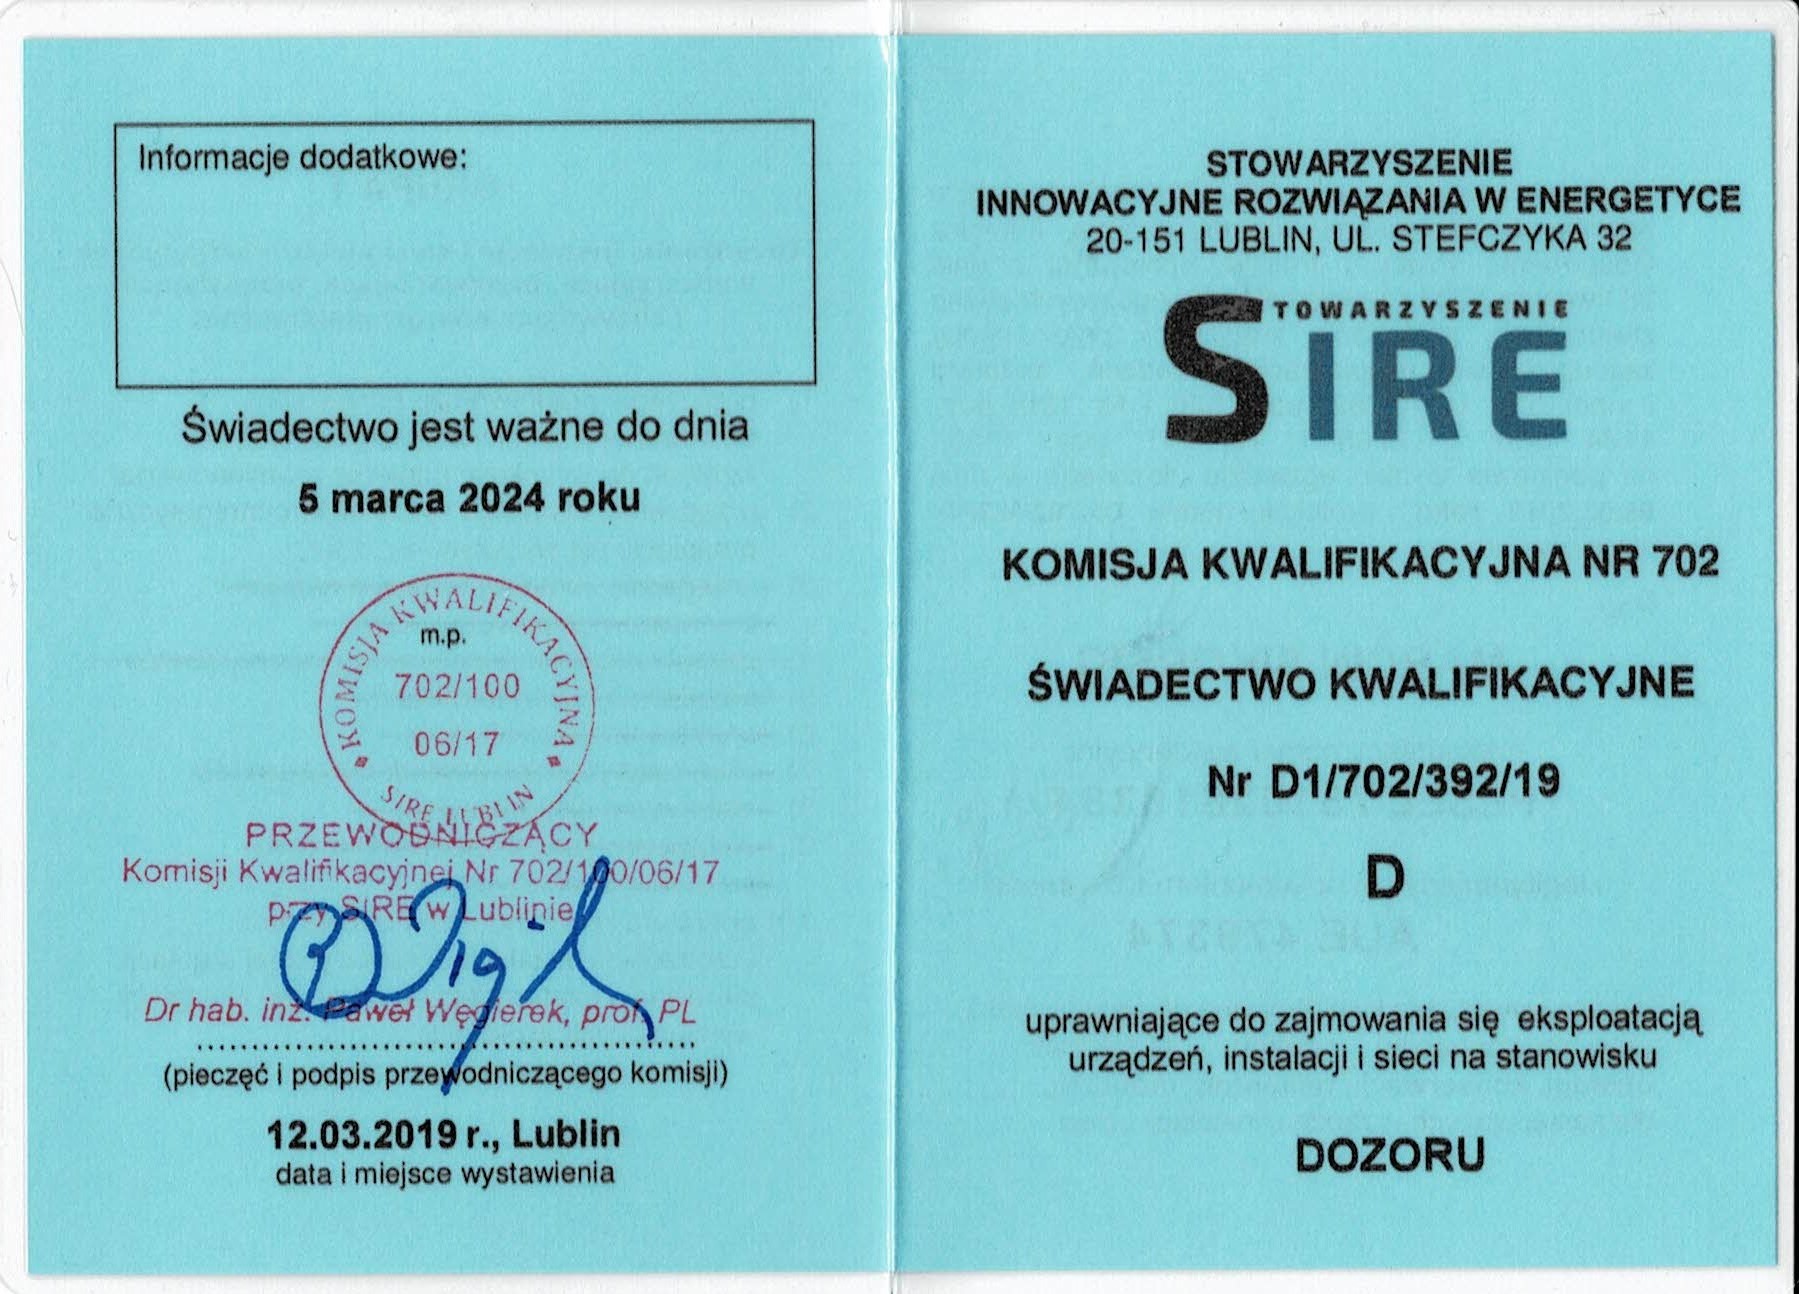 Informacje dodatkowe:
Świadectwo jest ważne do dnia
5 marca 2024 roku
KOMISJA KWALIFIKACYJNA
m.p.
702/100
06/17
SIRE LUBLIN
PRZEWODNICZĄCY
Komisji Kwalifikacyjnej Nr 702/100/06/17
przy SIRE w Lublinie
Dr hab. inż. Paweł Węgierek, prof. PL
(pieczęć i podpis przewodniczącego komisji)
12.03.2019 r., Lublin
data i miejsce wystawienia
STOWARZYSZENIE
INNOWACYJNE ROZWIĄZANIA W ENERGETYCE
20-151 LUBLIN, UL. STEFCZYKA 32
STOWARZYSZENIE
SIRE
KOMISJA KWALIFIKACYJNA NR 702
ŚWIADECTWO KWALIFIKACYJNE
Nr D1/702/392/19
D
uprawniające do zajmowania się eksploatacją
urządzeń, instalacji i sieci na stanowisku
DOZORU